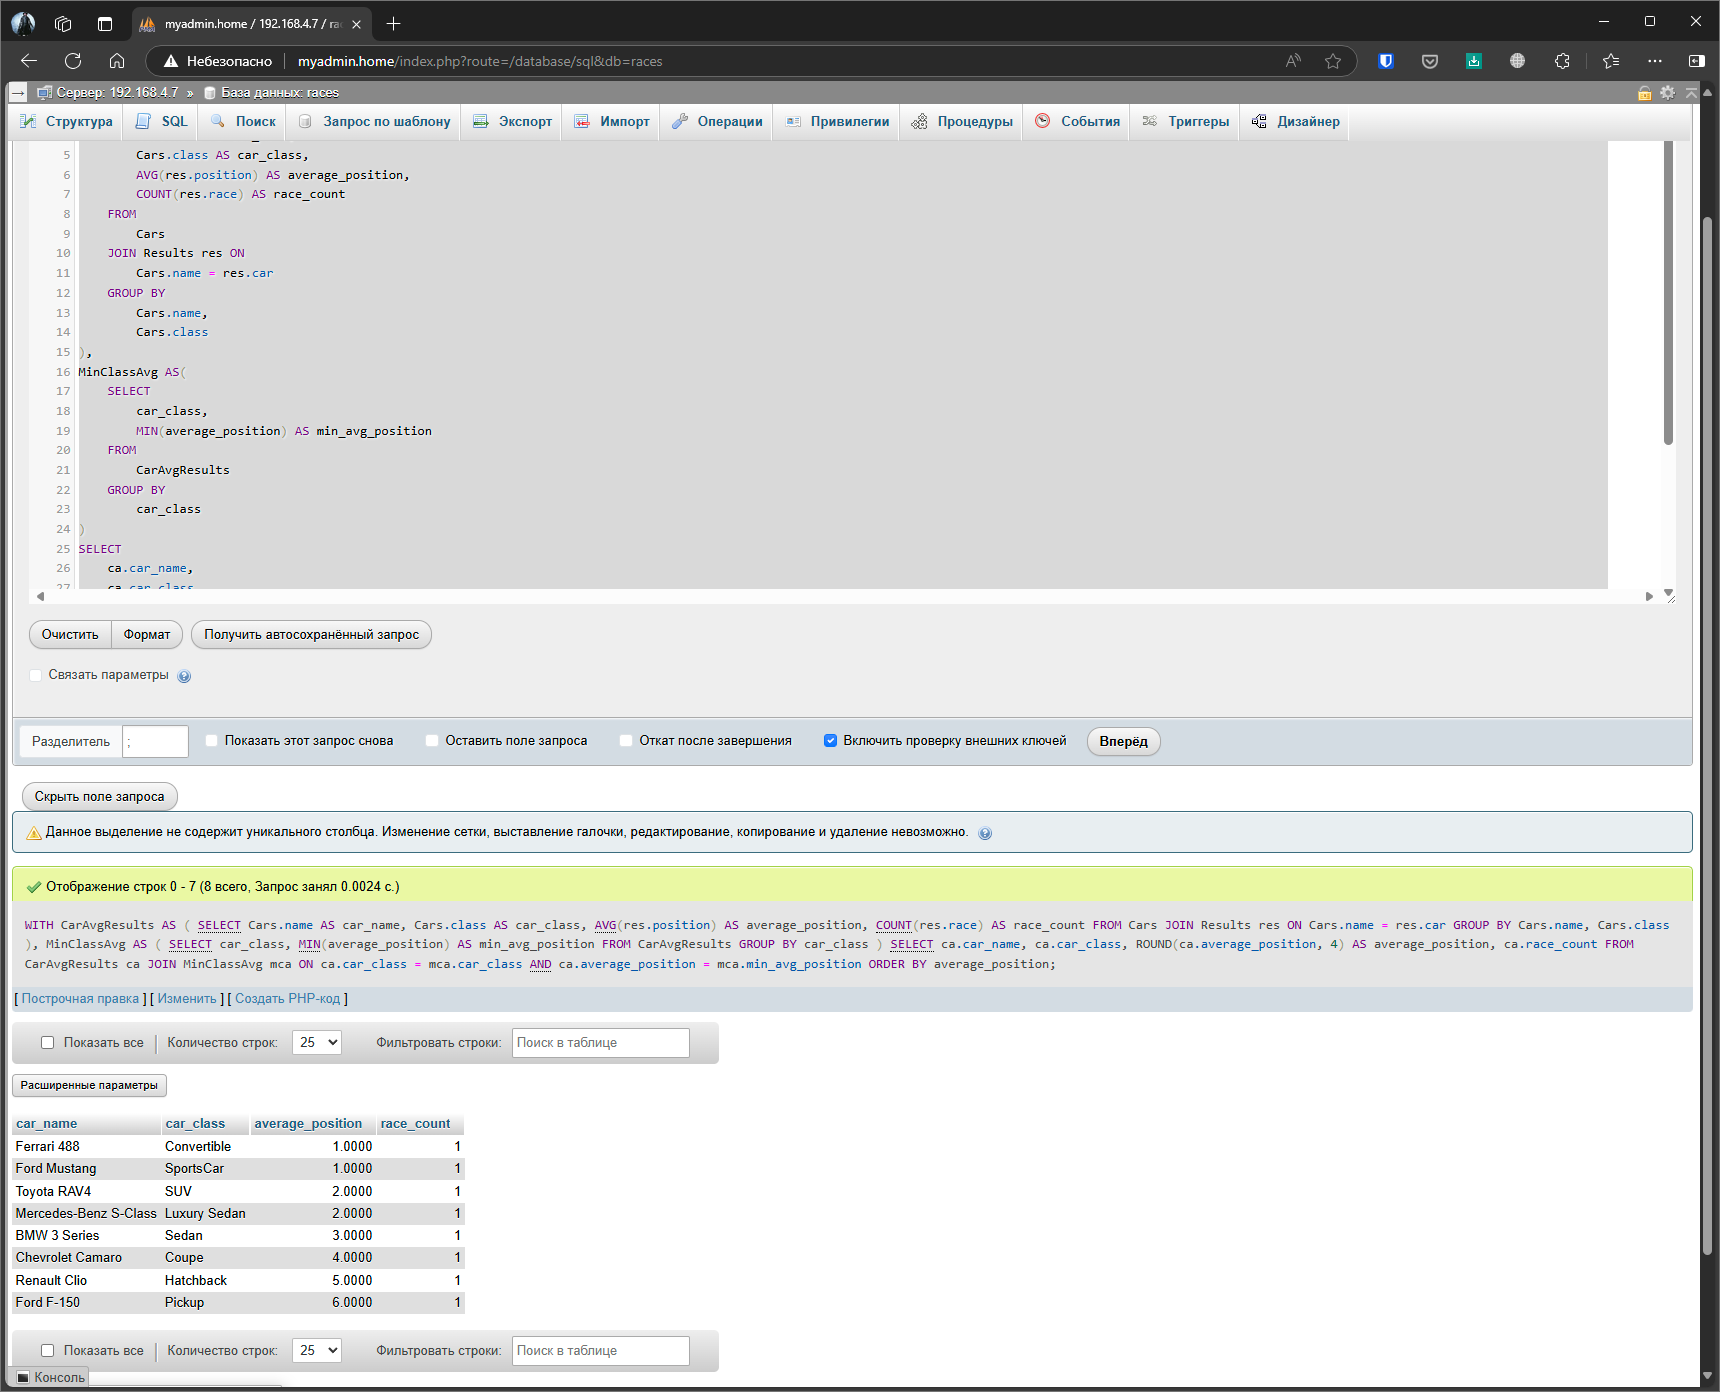 myadmin.home / 192.168.4.7 / ra
Небезопасно myadmin.home/index.php?route=/database/sql&db=races
Сервер: 192.168.4.7 » База данных: races
Структура SQL Поиск Запрос по шаблону Экспорт Импорт Операции Привилегии Процедуры События Триггеры Дизайнер
5 Cars.class AS car_class,
6 AVG(res.position) AS average_position,
7 COUNT(res.race) AS race_count
8 FROM
9 Cars
10 JOIN Results res ON
11 Cars.name = res.car
12 GROUP BY
13 Cars.name,
14 Cars.class
15 ),
16 MinClassAvg AS(
17 SELECT
18 car_class,
19 MIN(average_position) AS min_avg_position
20 FROM
21 CarAvgResults
22 GROUP BY
23 car_class
24 )
25 SELECT
26 ca.car_name,
27 ca.car_class
Очистить Формат Получить автосохранённый запрос
Связать параметры
Разделитель ; Показать этот запрос снова Оставить поле запроса Откат после завершения Включить проверку внешних ключей Вперёд
Скрыть поле запроса
Данное выделение не содержит уникального столбца. Изменение сетки, выставление галочки, редактирование, копирование и удаление невозможно.
Отображение строк 0 - 7 (8 всего, Запрос занял 0.0024 с.)
WITH CarAvgResults AS ( SELECT Cars.name AS car_name, Cars.class AS car_class, AVG(res.position) AS average_position, COUNT(res.race) AS race_count FROM Cars JOIN Results res ON Cars.name = res.car GROUP BY Cars.name, Cars.class
), MinClassAvg AS ( SELECT car_class, MIN(average_position) AS min_avg_position FROM CarAvgResults GROUP BY car_class ) SELECT ca.car_name, ca.car_class, ROUND(ca.average_position, 4) AS average_position, ca.race_count FROM
CarAvgResults ca JOIN MinClassAvg mca ON ca.car_class = mca.car_class AND ca.average_position = mca.min_avg_position ORDER BY average_position;
[ Построчная правка ] [ Изменить ] [ Создать PHP-код ]
Показать все Количество строк: 25 Фильтровать строки: Поиск в таблице
Расширенные параметры
car_name car_class average_position race_count
Ferrari 488 Convertible 1.0000 1
Ford Mustang SportsCar 1.0000 1
Toyota RAV4 SUV 2.0000 1
Mercedes-Benz S-Class Luxury Sedan 2.0000 1
BMW 3 Series Sedan 3.0000 1
Chevrolet Camaro Coupe 4.0000 1
Renault Clio Hatchback 5.0000 1
Ford F-150 Pickup 6.0000 1
Показать все Количество строк: 25 Фильтровать строки: Поиск в таблице
Консоль